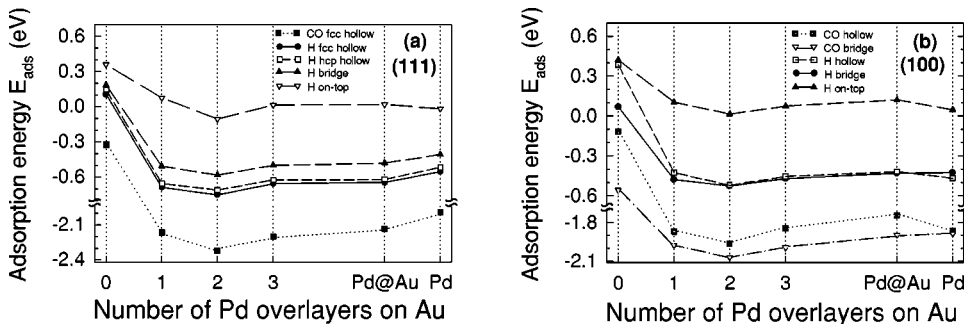 Adsorption energy E_ads (eV)
0.6
0.3
0.0
-0.3
-0.6
-2.1
-2.4
CO fcc hollow
H fcc hollow
H hcp hollow
H bridge
H on-top
(a)
(111)
0 1 2 3 Pd@Au Pd
Number of Pd overlayers on Au
Adsorption energy E_ads (eV)
0.6
0.3
0.0
-0.3
-0.6
-1.8
-2.1
CO hollow
CO bridge
H hollow
H bridge
H on-top
(b)
(100)
0 1 2 3 Pd@Au Pd
Number of Pd overlayers on Au